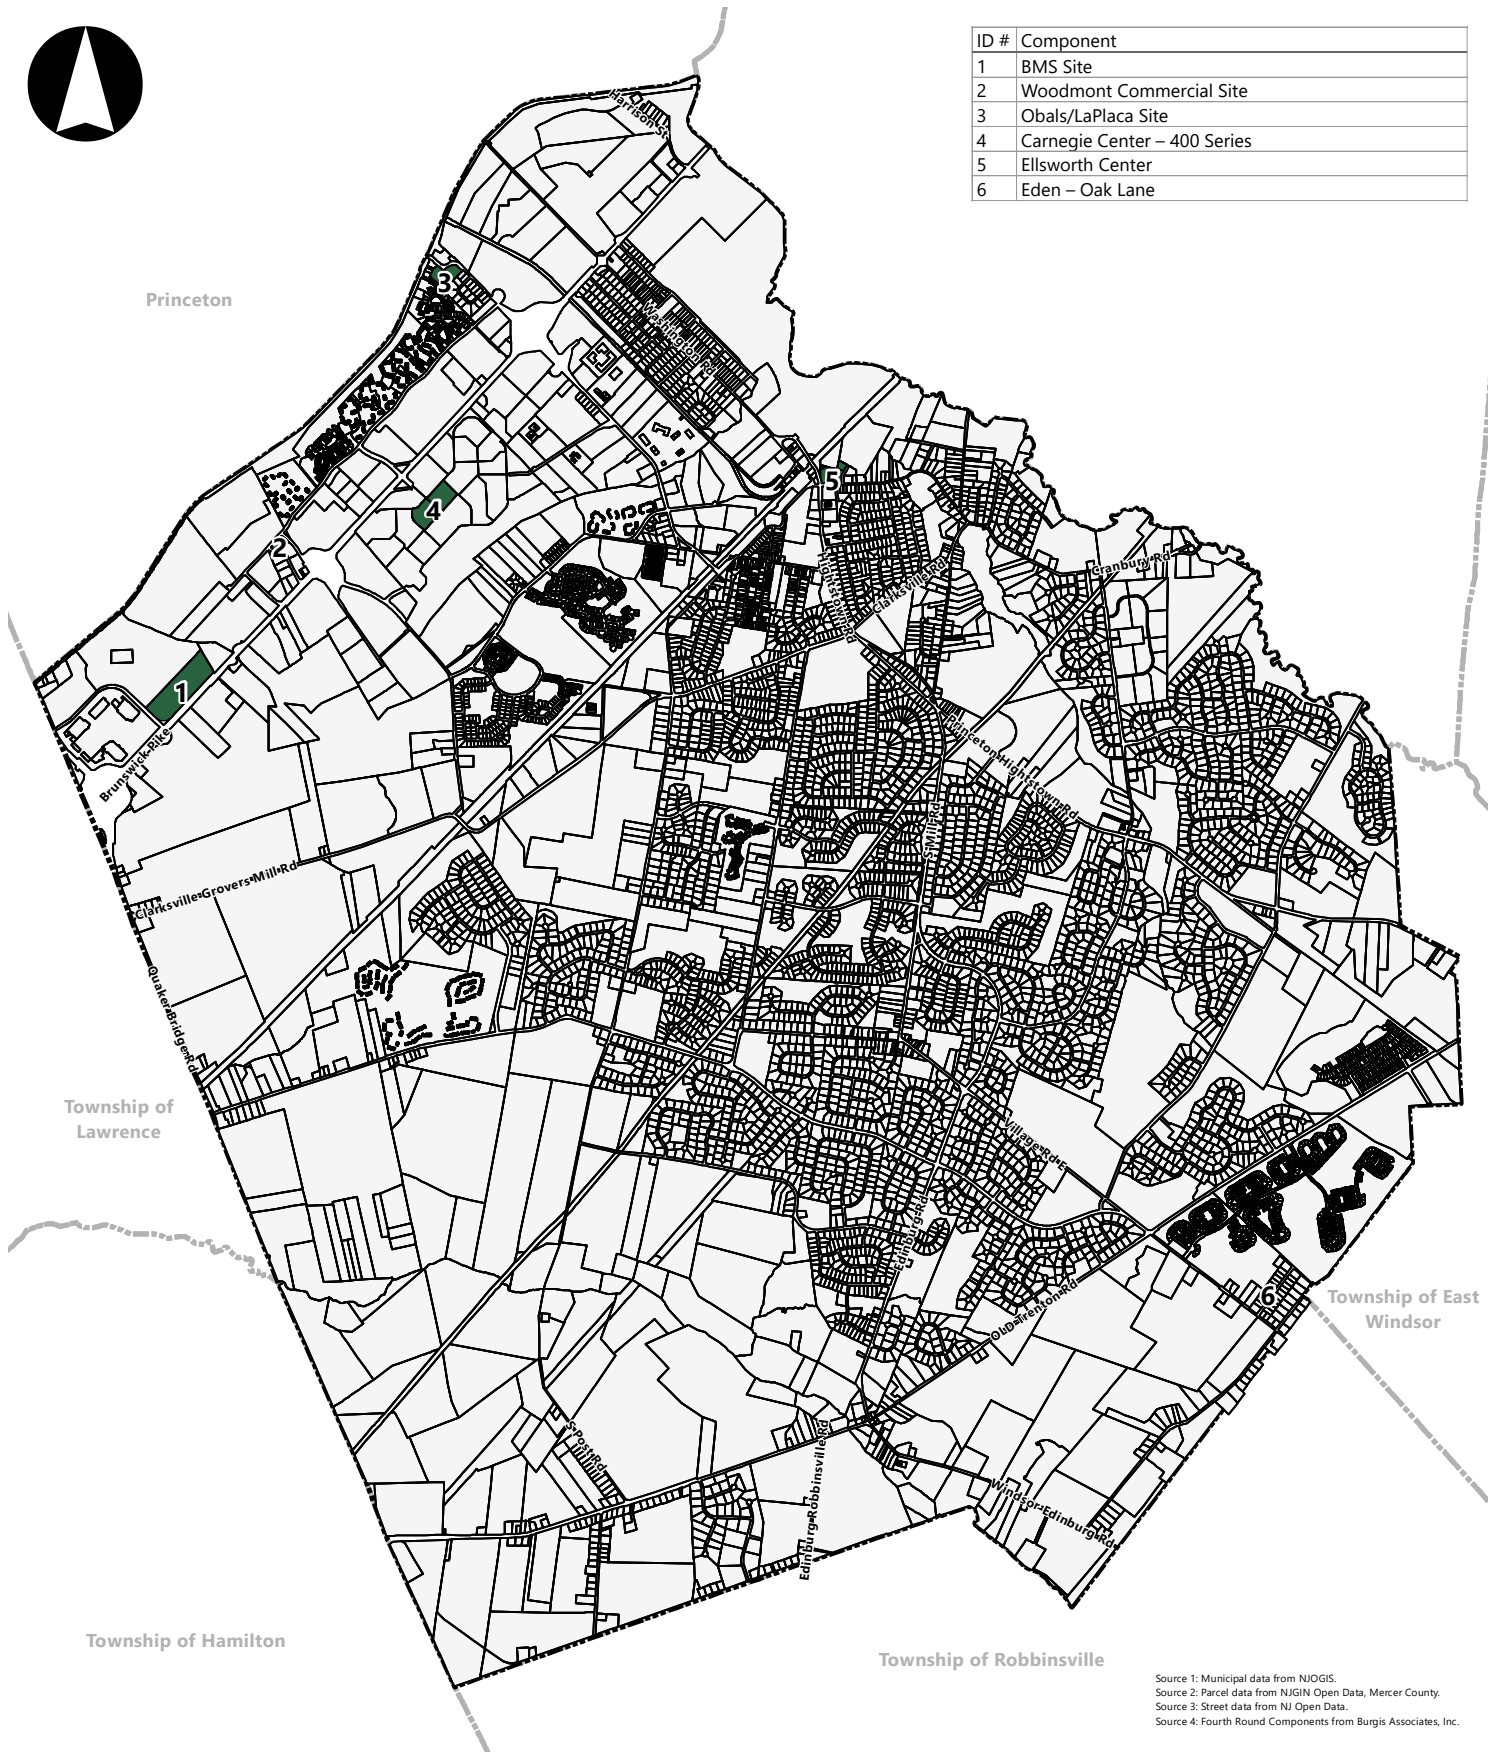 ID # Component
1 BMS Site
2 Woodmont Commercial Site
3 Obals/LaPlaca Site
4 Carnegie Center – 400 Series
5 Ellsworth Center
6 Eden – Oak Lane
Harrison St
Princeton
3
Washington Rd
5
4
2
Hightstown Rd
Clarksville Rd
Cranbury Rd
1
Brunswick Pike
Princeton Hightstown Rd
S Mill Rd
Clarksville-Grovers Mill Rd
Quaker Bridge Rd
Township of
Lawrence
Village Rd E
Edinburg Rd
6
Township of East
Windsor
OLD Trenton Rd
S Post Rd
Edinburg-Robbinsville Rd
Windsor-Edinburg Rd
Township of Hamilton
Township of Robbinsville
Source 1: Municipal data from NJOGIS.
Source 2: Parcel data from NJGIN Open Data, Mercer County.
Source 3: Street data from NJ Open Data.
Source 4: Fourth Round Components from Burgis Associates, Inc.